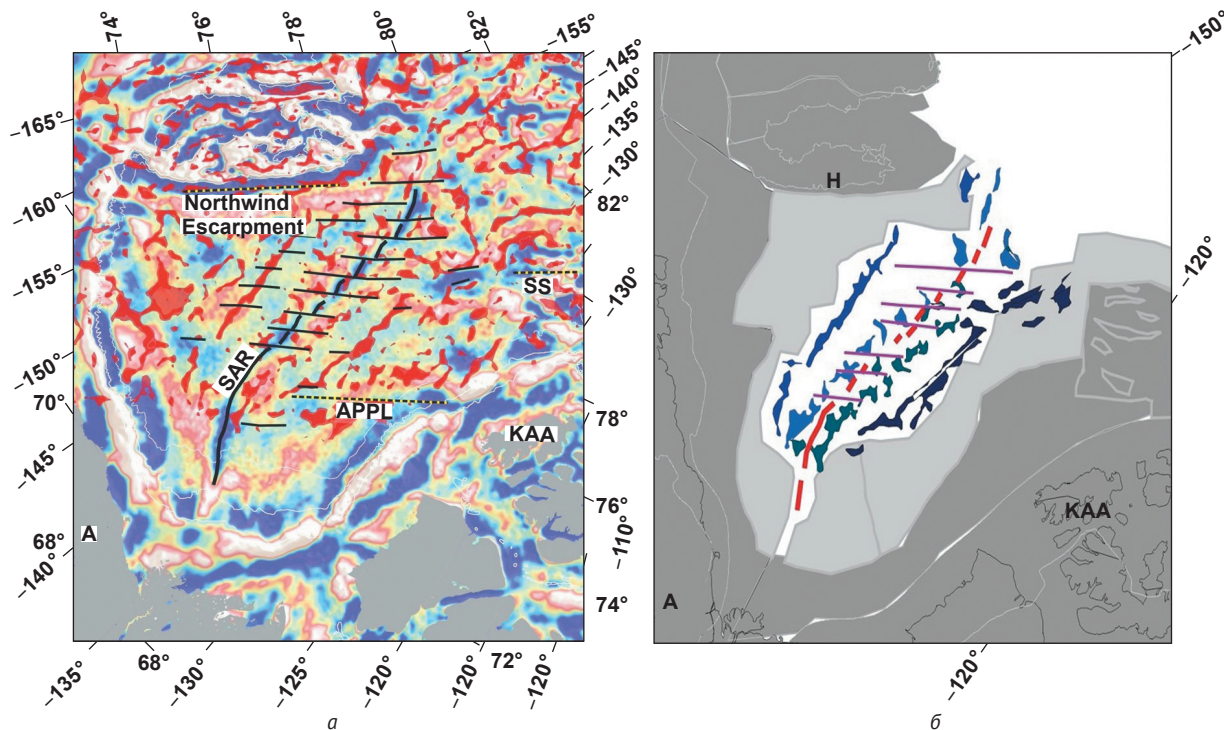 74°
76°
78°
80°
82°
–155°
–145°
–140°
–135°
–130°
82°
–130°
78°
76°
–110°
74°
–165°
–160°
–155°
–150°
70°
–145°
68°
–140°
–135°
68°
–130°
–125°
–120°
72°
–120°
Northwind
Escarpment
SS
SAR
APPL
KAA
A
а
–150°
–120°
–120°
H
KAA
A
б